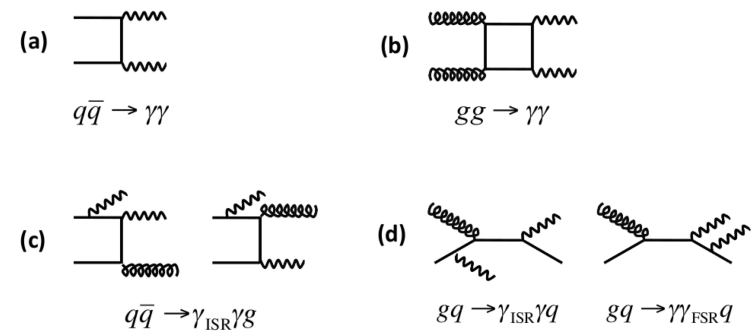 (a)
qq̅ → γγ
(b)
gg → γγ
(c)
qq̅ → γ_ISR γg
(d)
gq → γ_ISR γq
gq → γγ_FSR q